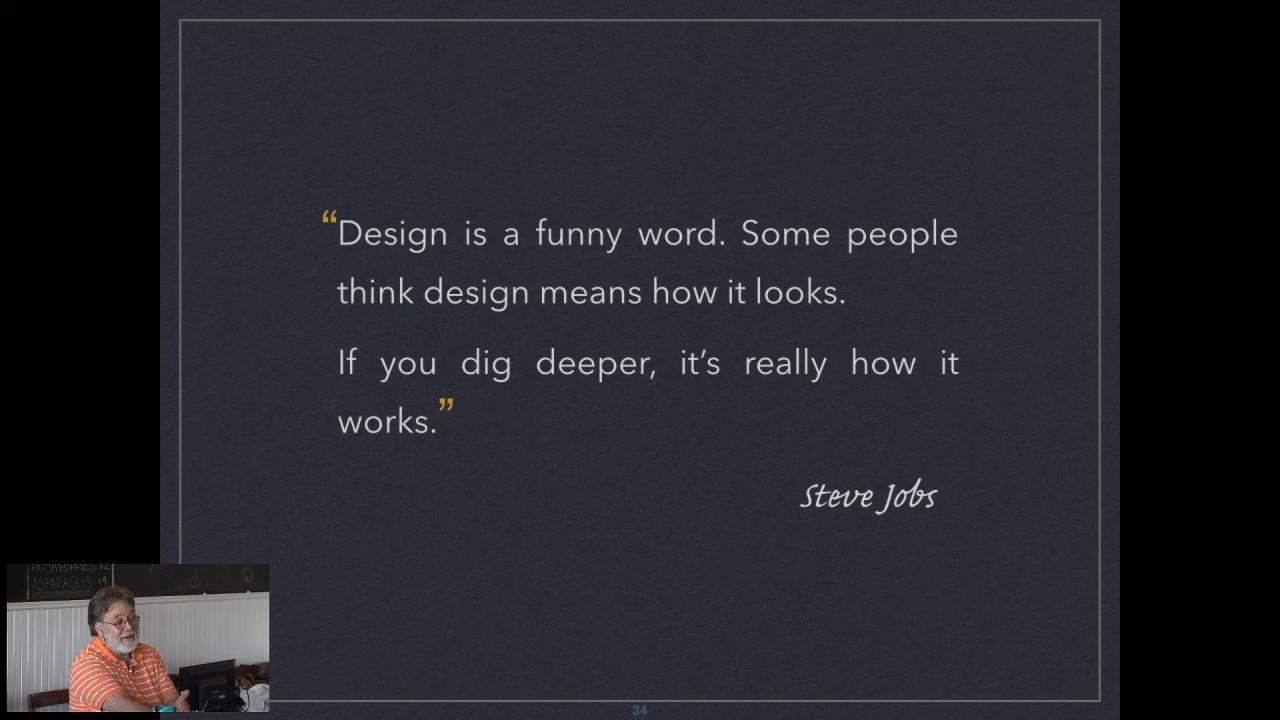 “Design is a funny word. Some people
think design means how it looks.
If you dig deeper, it’s really how it
works.”
Steve Jobs
34
ASPARAGUS